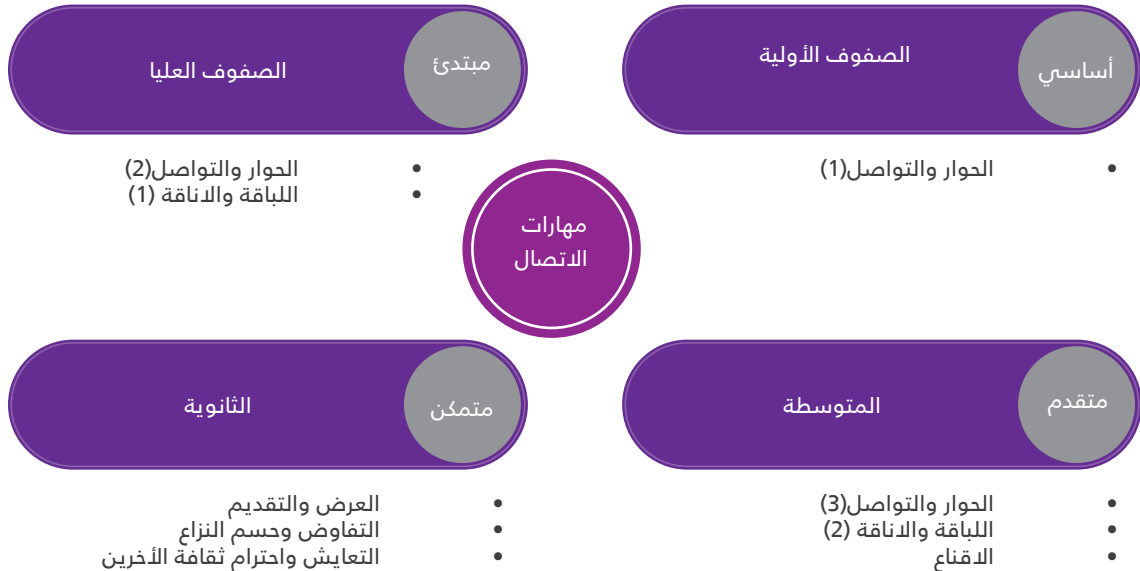 أساسي
الصفوف الأولية
• الحوار والتواصل(1)
مبتدئ
الصفوف العليا
• الحوار والتواصل(2)
• اللباقة والاناقة (1)
مهارات
الاتصال
متقدم
المتوسطة
• الحوار والتواصل(3)
• اللباقة والاناقة (2)
• الاقناع
متمكن
الثانوية
• العرض والتقديم
• التفاوض وحسم النزاع
• التعايش واحترام ثقافة الأخرين